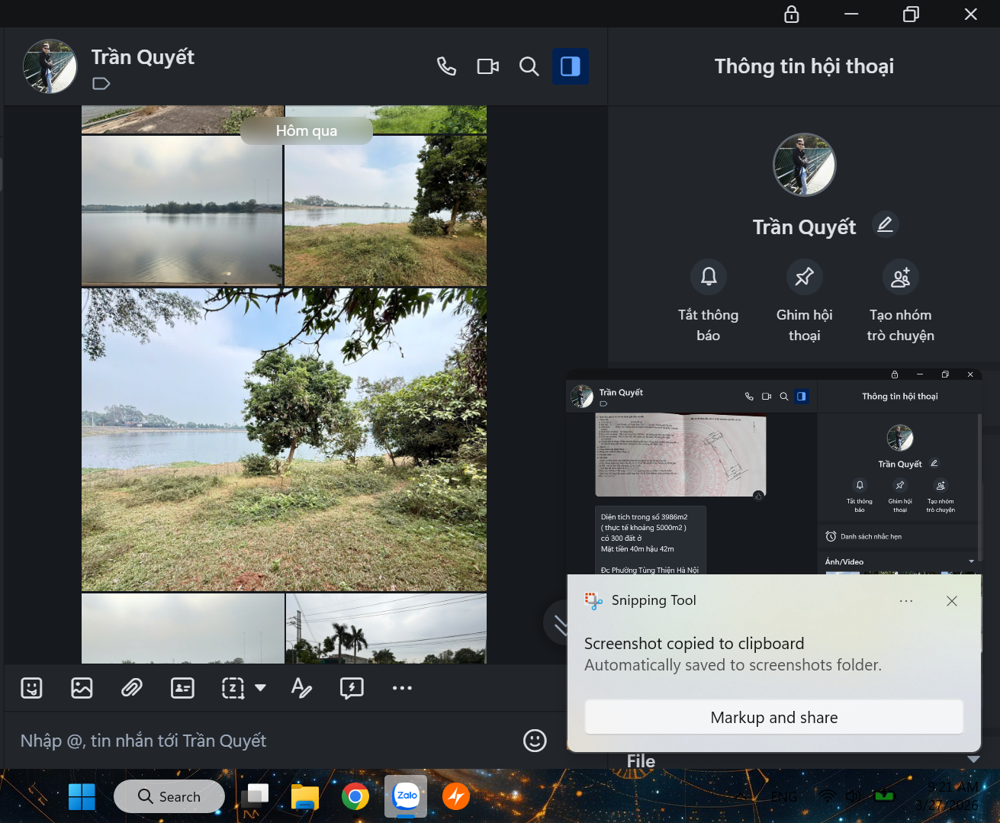 Trần Quyết
Thông tin hội thoại
Hôm qua
Trần Quyết
Tắt thông
báo
Ghim hội
thoại
Tạo nhóm
trò chuyện
Trần Quyết
Thông tin hội thoại
Trần Quyết
Tắt thông
báo
Ghim hội
thoại
Tạo nhóm
trò chuyện
Diện tích trong sổ 3986m2
( thực tế khoảng 5000m2 )
có 300 đất ở
Mặt tiền 40m hậu 42m
Đc Phường Tùng Thiện Hà Nội
Danh sách nhắc hẹn
Ảnh/Video
Snipping Tool
Screenshot copied to clipboard
Automatically saved to screenshots folder.
Markup and share
Nhập @, tin nhắn tới Trần Quyết
File
Search
Zalo
ENG
9:21 AM
3/27/2026